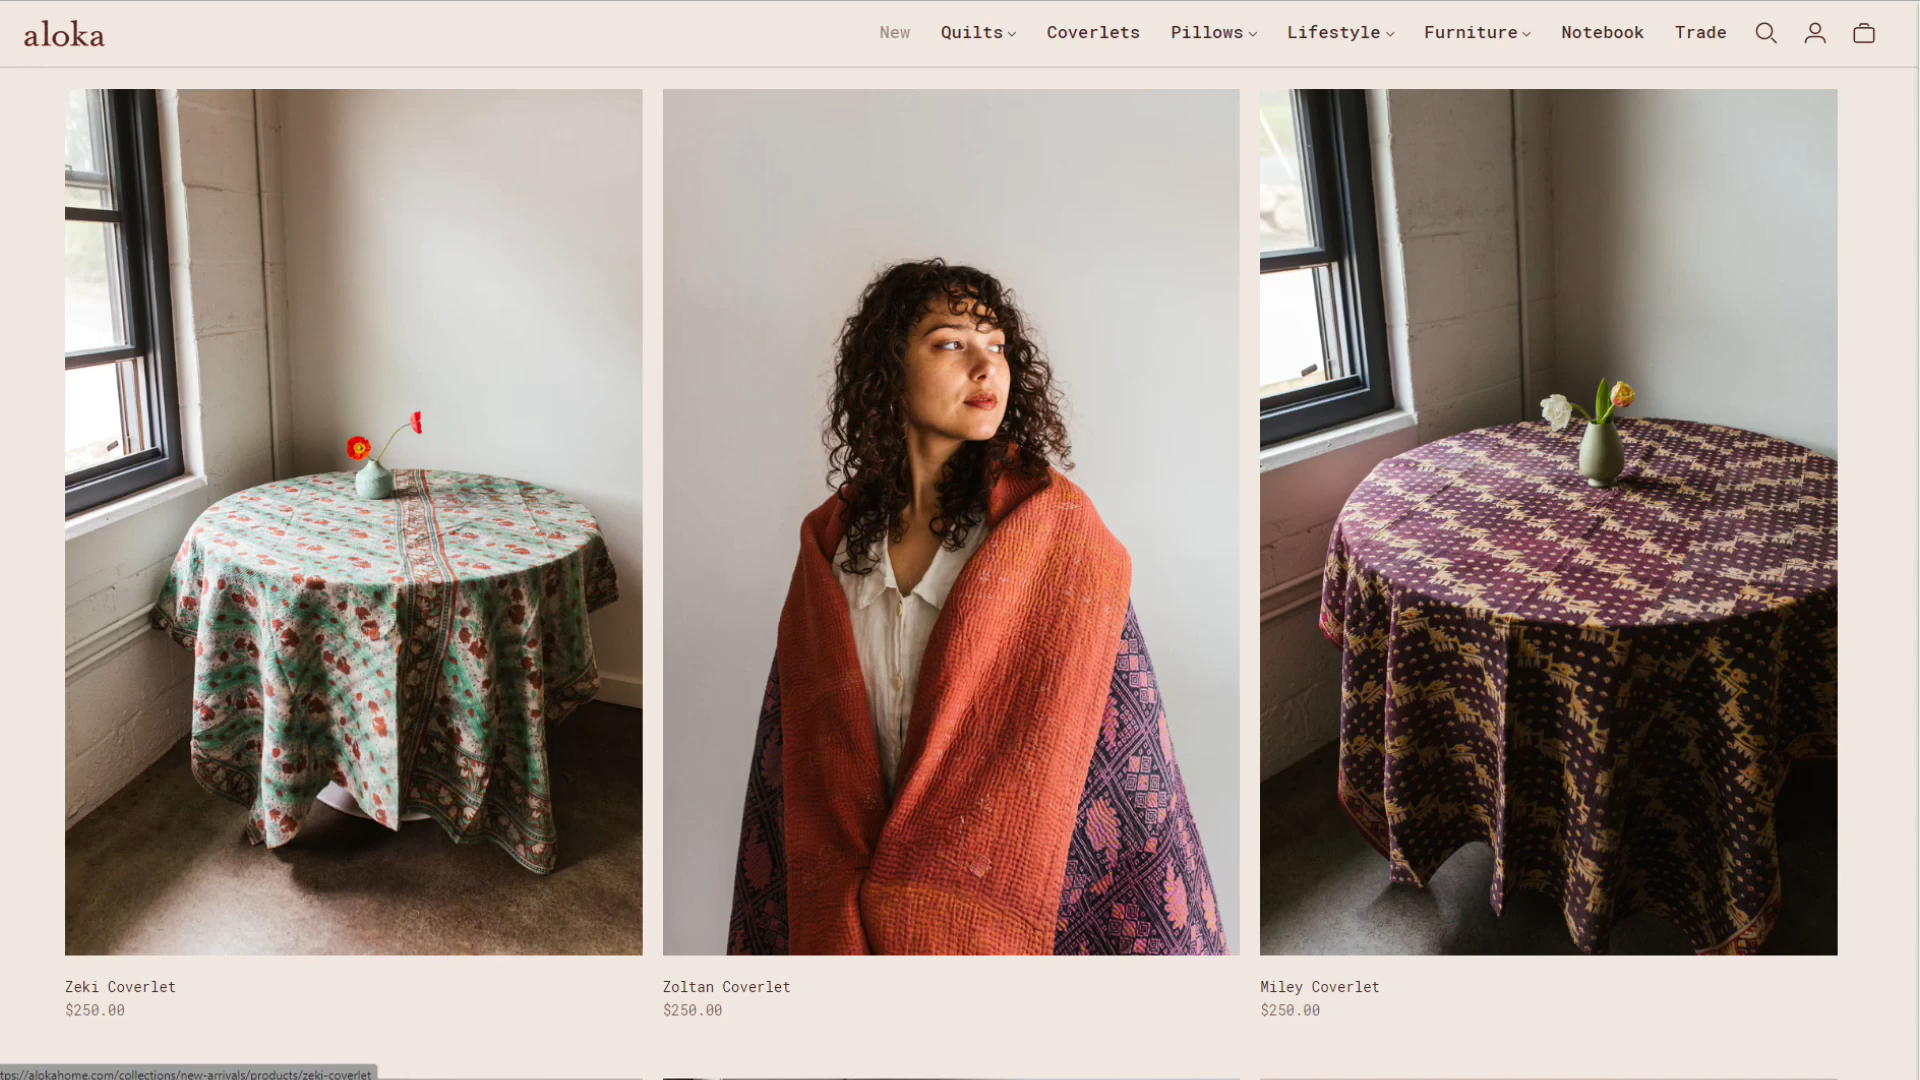 aloka
New Quilts Coverlets Pillows Lifestyle Furniture Notebook Trade
Zeki Coverlet
$250.00
Zoltan Coverlet
$250.00
Miley Coverlet
$250.00
tps://alokahome.com/collections/new-arrivals/products/zeki-coverlet